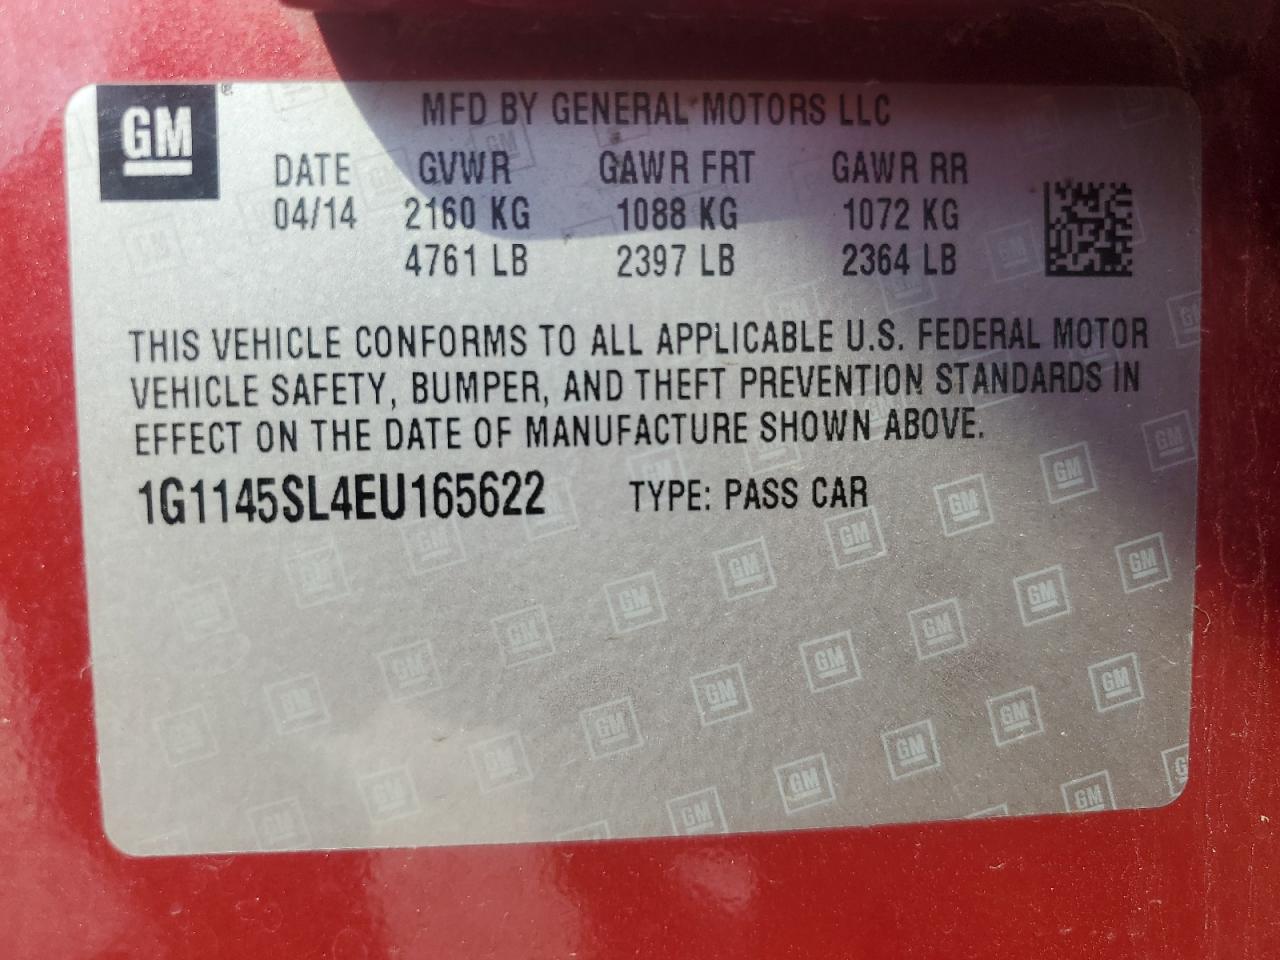 GM ®
MFD BY GENERAL MOTORS LLC
DATE GVWR GAWR FRT GAWR RR
04/14 2160 KG 1088 KG 1072 KG
4761 LB 2397 LB 2364 LB
THIS VEHICLE CONFORMS TO ALL APPLICABLE U.S. FEDERAL MOTOR
VEHICLE SAFETY, BUMPER, AND THEFT PREVENTION STANDARDS IN
EFFECT ON THE DATE OF MANUFACTURE SHOWN ABOVE.
1G1145SL4EU165622 TYPE: PASS CAR